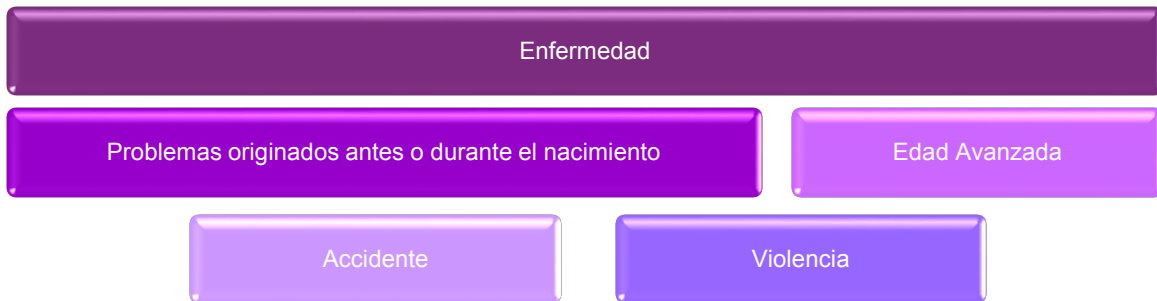 Enfermedad
Problemas originados antes o durante el nacimiento
Edad Avanzada
Accidente
Violencia